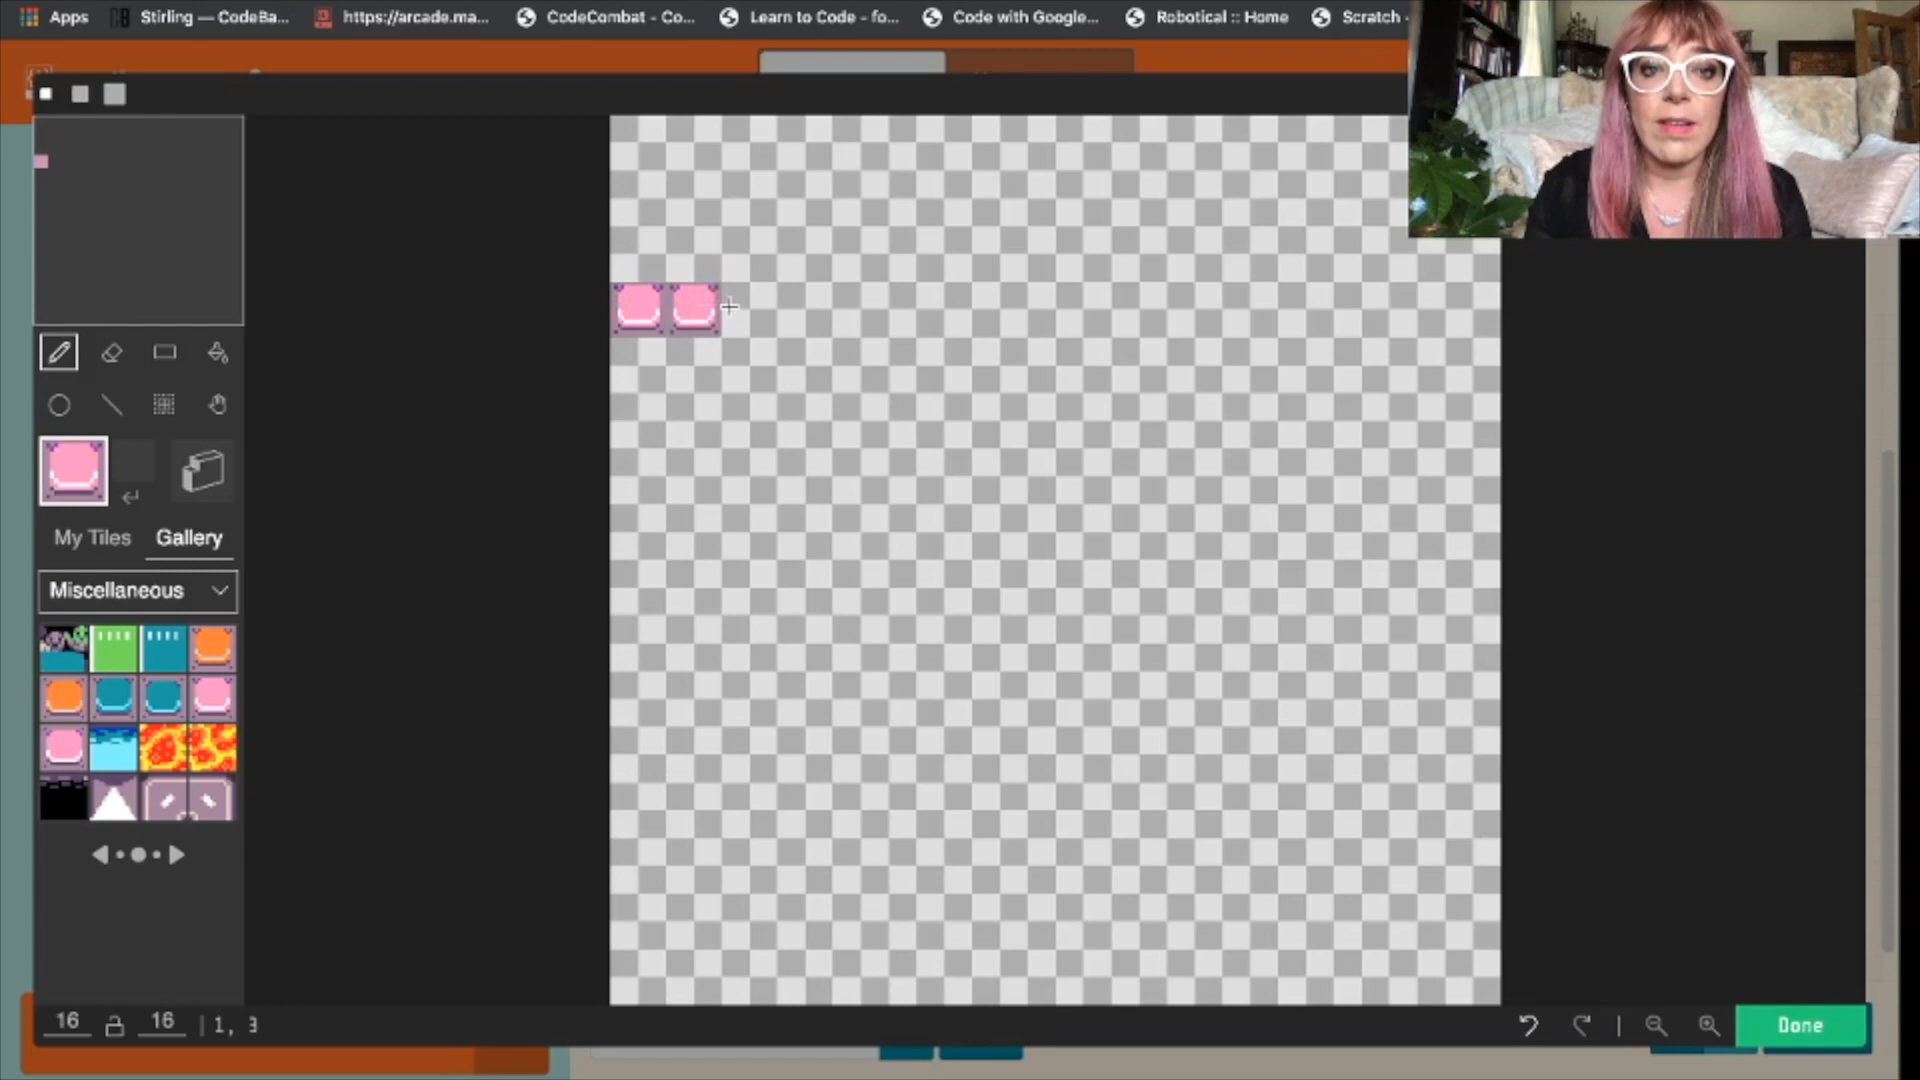 Apps Stirling — CodeBa... https://arcade.ma... CodeCombat - Co... Learn to Code - fo... Code with Google... Robotical :: Home Scratch -
My Tiles Gallery
Miscellaneous
16 16 | 1, 3
Done